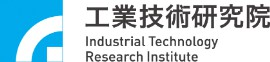 工業技術研究院
Industrial Technology
Research Institute